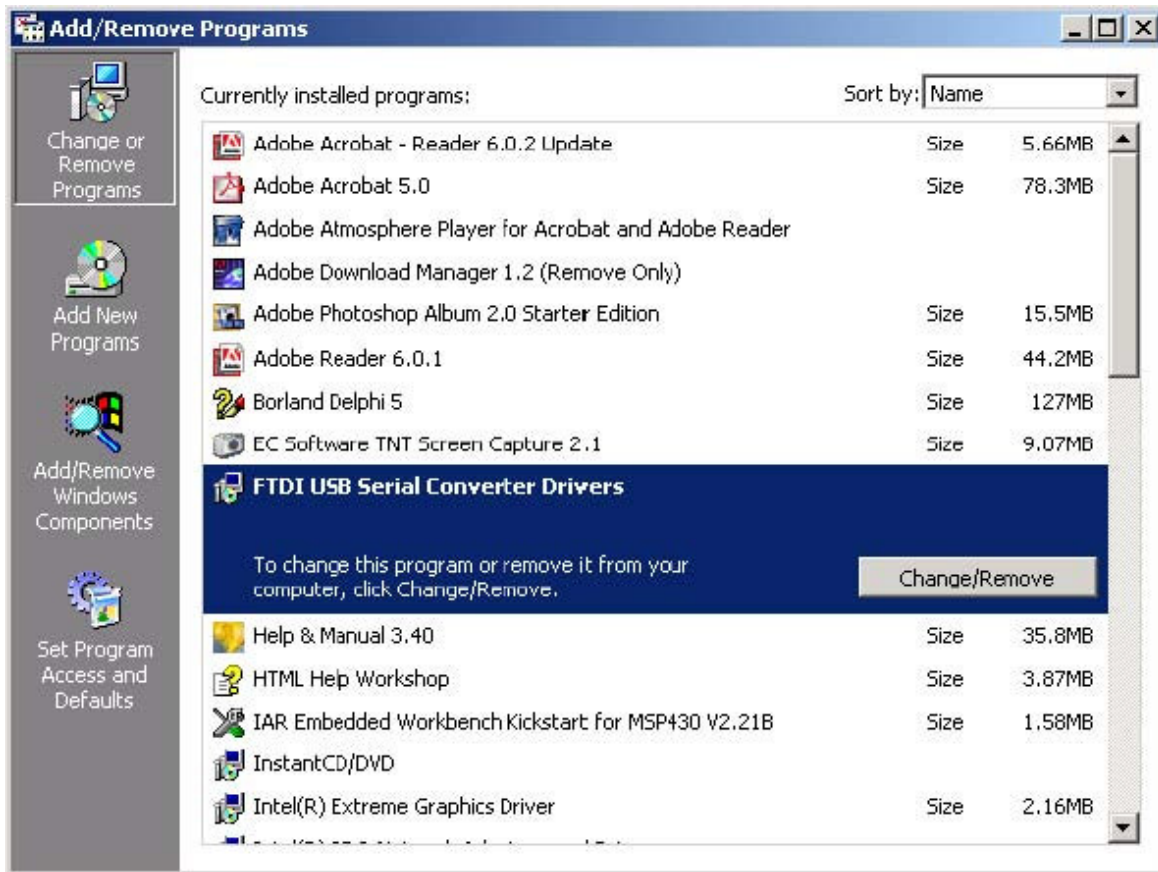 Add/Remove Programs
Change or
Remove
Programs
Add New
Programs
Add/Remove
Windows
Components
Set Program
Access and
Defaults
Currently installed programs:
Sort by: Name
Adobe Acrobat - Reader 6.0.2 Update Size 5.66MB
Adobe Acrobat 5.0 Size 78.3MB
Adobe Atmosphere Player for Acrobat and Adobe Reader
Adobe Download Manager 1.2 (Remove Only)
Adobe Photoshop Album 2.0 Starter Edition Size 15.5MB
Adobe Reader 6.0.1 Size 44.2MB
Borland Delphi 5 Size 127MB
EC Software TNT Screen Capture 2.1 Size 9.07MB
FTDI USB Serial Converter Drivers
To change this program or remove it from your
computer, click Change/Remove.
Change/Remove
Help & Manual 3.40 Size 35.8MB
HTML Help Workshop Size 3.87MB
IAR Embedded Workbench Kickstart for MSP430 V2.21B Size 1.58MB
InstantCD/DVD
Intel(R) Extreme Graphics Driver Size 2.16MB